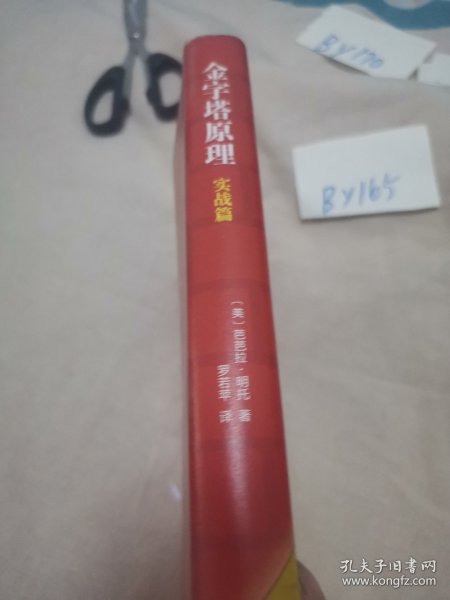 BY170
BY165
金字塔原理
实战篇
〔美〕芭芭拉·明托 著
罗若苹 译
孔夫子旧书网
www.kongfz.com